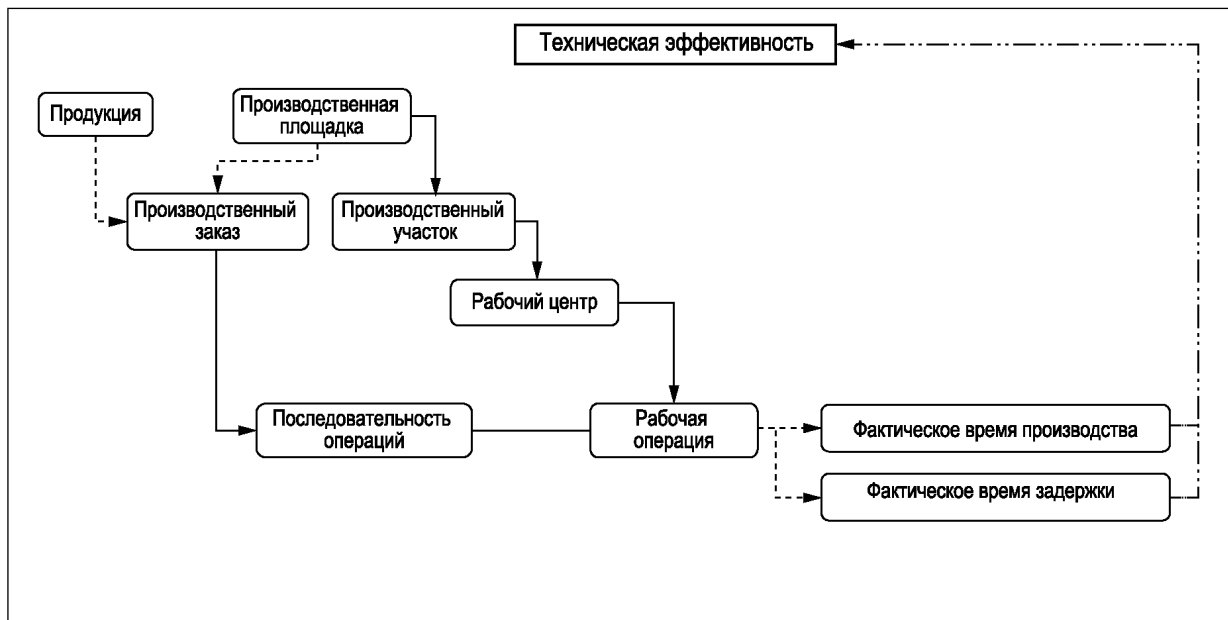 Техническая эффективность
Продукция
Производственная
площадка
Производственный
заказ
Производственный
участок
Рабочий центр
Последовательность
операций
Рабочая
операция
Фактическое время производства
Фактическое время задержки